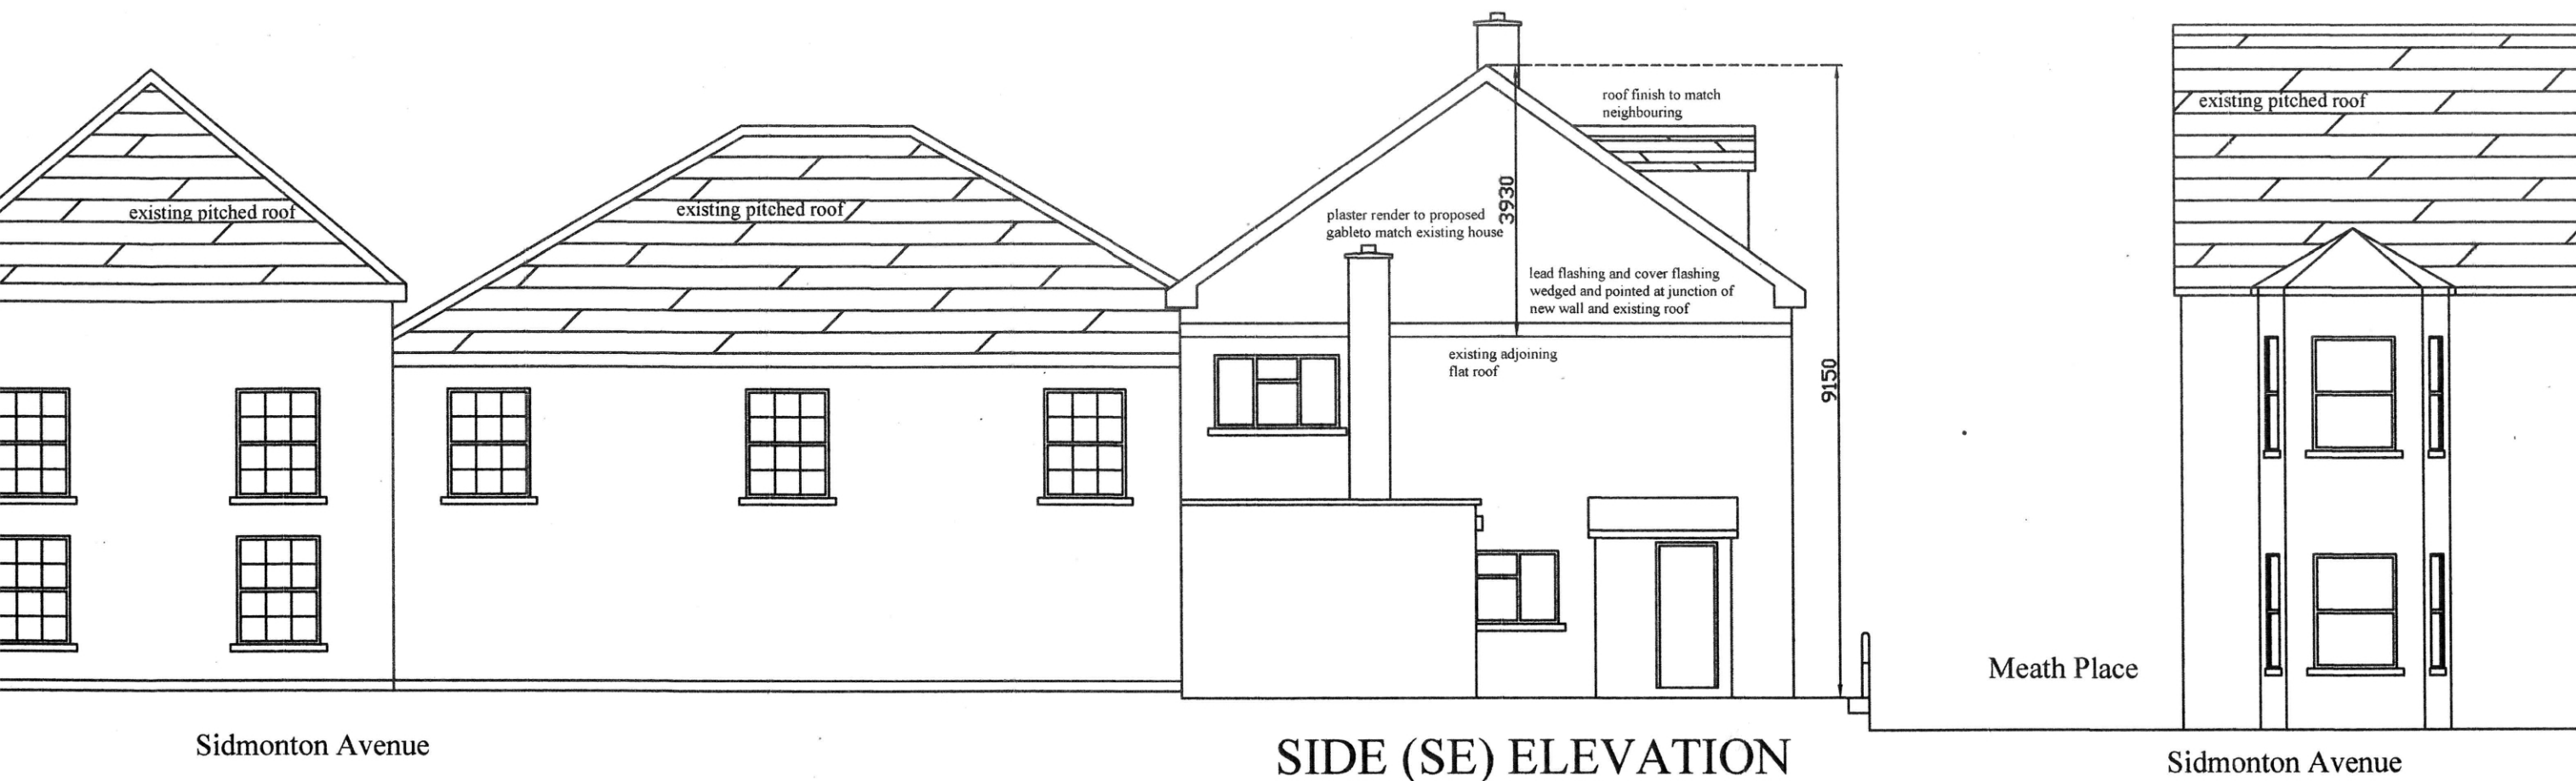 existing pitched roof
existing pitched roof
roof finish to match
neighbouring
3930
plaster render to proposed
gableto match existing house
lead flashing and cover flashing
wedged and pointed at junction of
new wall and existing roof
existing adjoining
flat roof
9150
existing pitched roof
Meath Place
Sidmonton Avenue
SIDE (SE) ELEVATION
Sidmonton Avenue